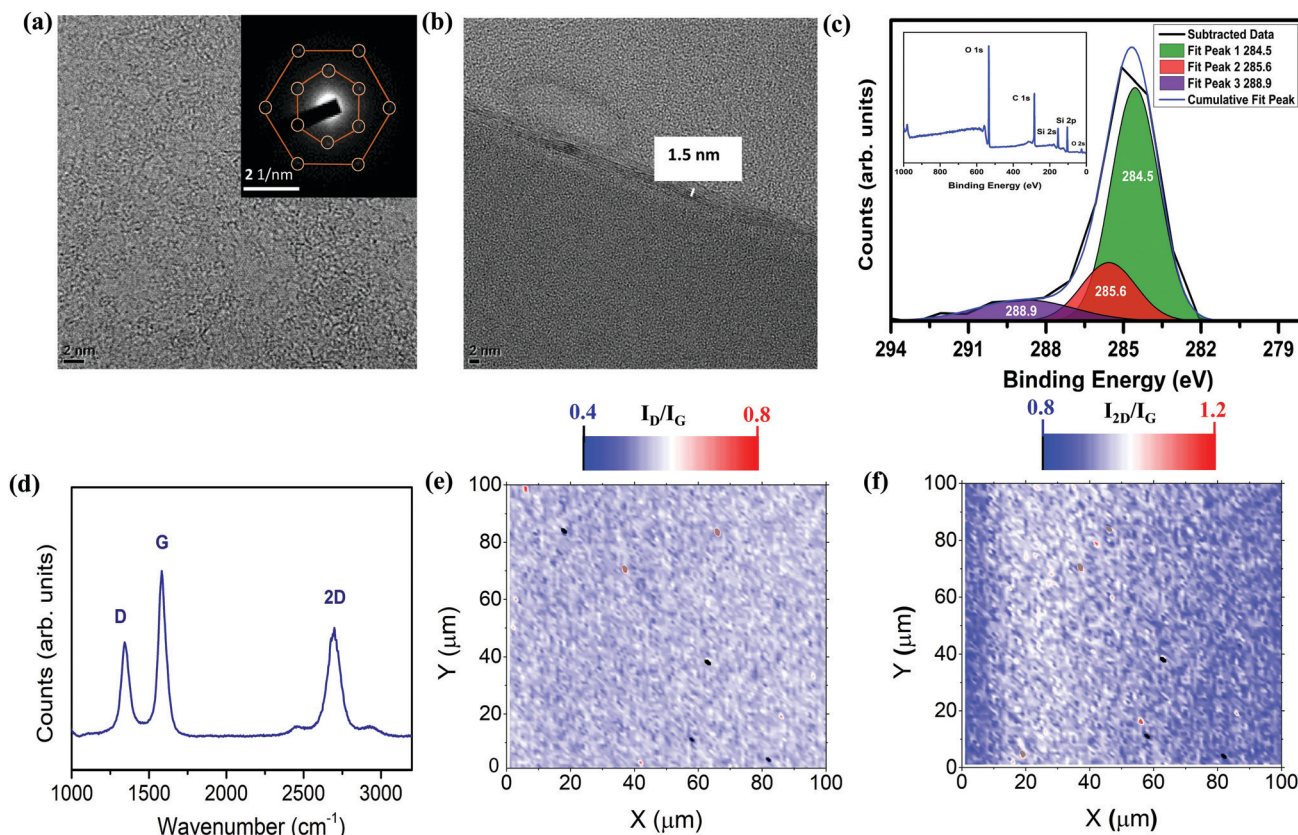 (a)
2 1/nm
2 nm
(b)
1.5 nm
2 nm
(c)
Subtracted Data
Fit Peak 1 284.5
Fit Peak 2 285.6
Fit Peak 3 288.9
Cumulative Fit Peak
O 1s
C 1s
Si 2s
Si 2p
O 2s
1000 800 600 400 200 0
Binding Energy (eV)
284.5
285.6
288.9
Counts (arb. units)
294 291 288 285 282 279
Binding Energy (eV)
(d)
D
G
2D
Counts (arb. units)
1000 1500 2000 2500 3000
Wavenumber (cm⁻¹)
0.4 I_D/I_G 0.8
(e)
100
80
60
40
20
0
Y (μm)
0 20 40 60 80 100
X (μm)
0.8 I_2D/I_G 1.2
(f)
100
80
60
40
20
0
Y (μm)
0 20 40 60 80 100
X (μm)